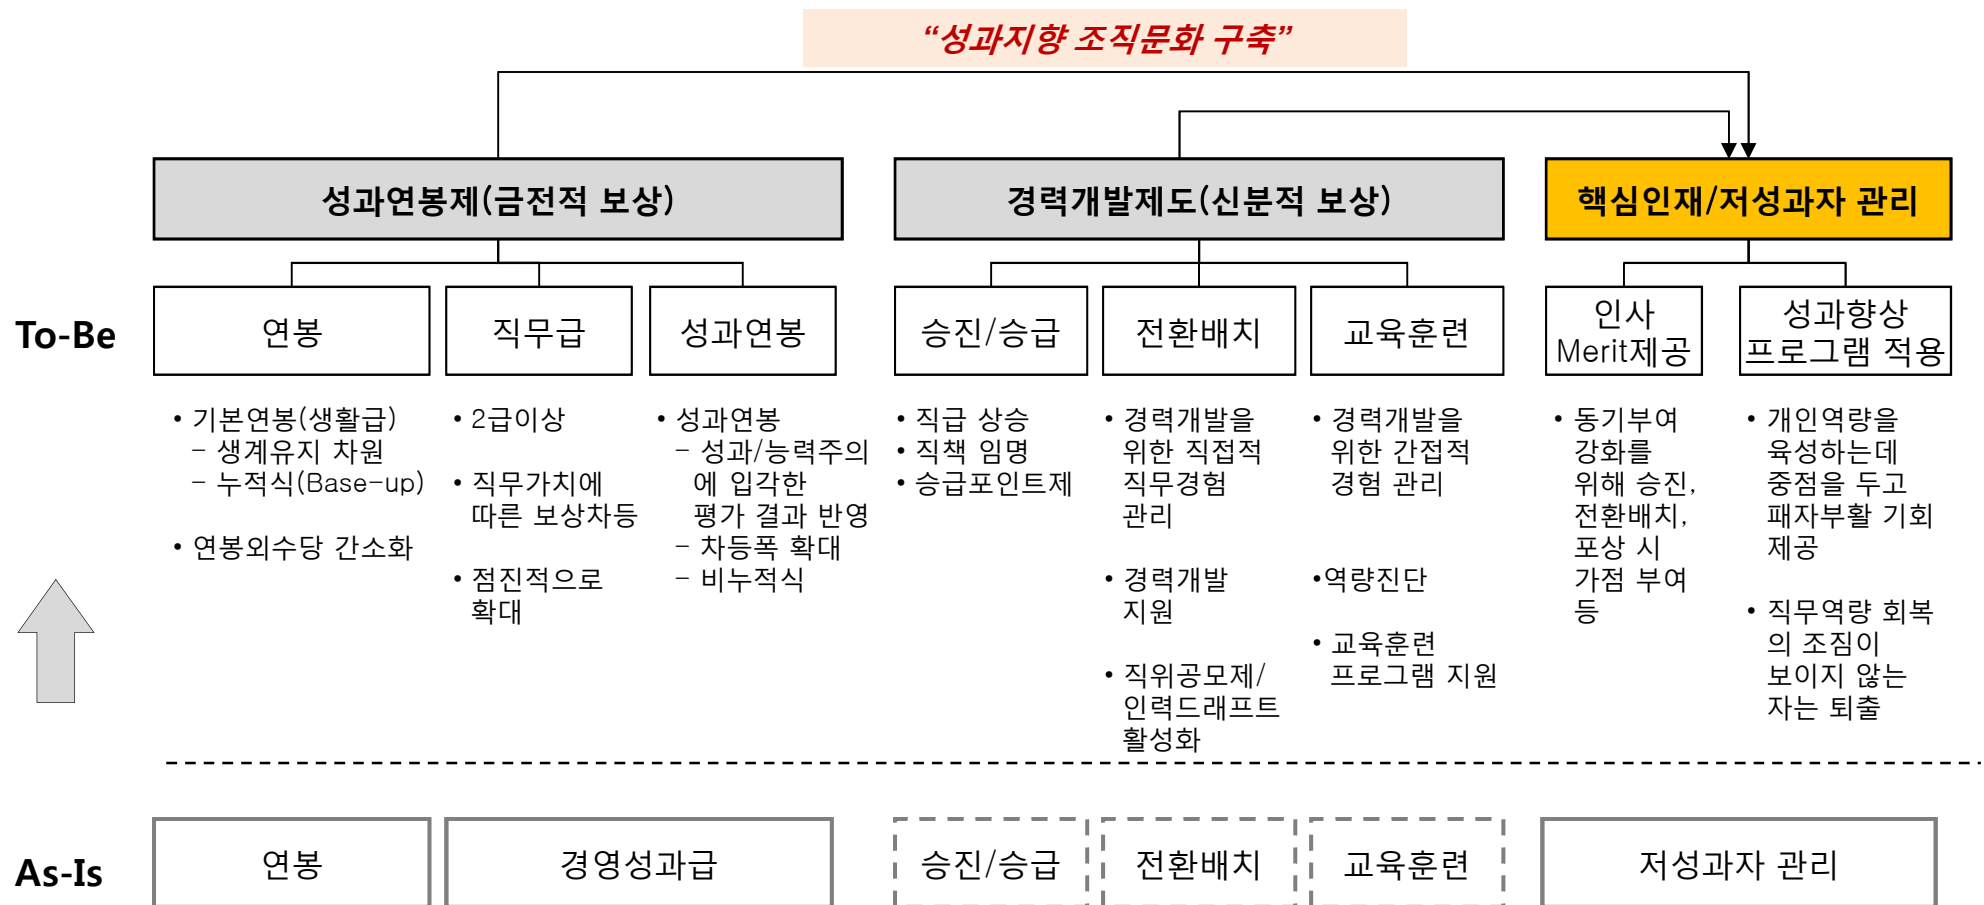 “성과지향 조직문화 구축”
성과연봉제(금전적 보상)
경력개발제도(신분적 보상)
핵심인재/저성과자 관리
To-Be
연봉
직무급
성과연봉
승진/승급
전환배치
교육훈련
인사
Merit제공
성과향상
프로그램 적용
• 기본연봉(생활급)
– 생계유지 차원
– 누적식(Base-up)
• 연봉외수당 간소화
• 2급이상
• 직무가치에
따른 보상차등
• 점진적으로
확대
• 성과연봉
– 성과/능력주의
에 입각한
평가 결과 반영
– 차등폭 확대
– 비누적식
• 직급 상승
• 직책 임명
• 승급포인트제
• 경력개발을
위한 직접적
직무경험
관리
• 경력개발
지원
• 직위공모제/
인력드래프트
활성화
• 경력개발을
위한 간접적
경험 관리
•역량진단
• 교육훈련
프로그램 지원
• 동기부여
강화를
위해 승진,
전환배치,
포상 시
가점 부여
등
• 개인역량을
육성하는데
중점을 두고
패자부활 기회
제공
• 직무역량 회복
의 조짐이
보이지 않는
자는 퇴출
As-Is
연봉
경영성과급
승진/승급
전환배치
교육훈련
저성과자 관리